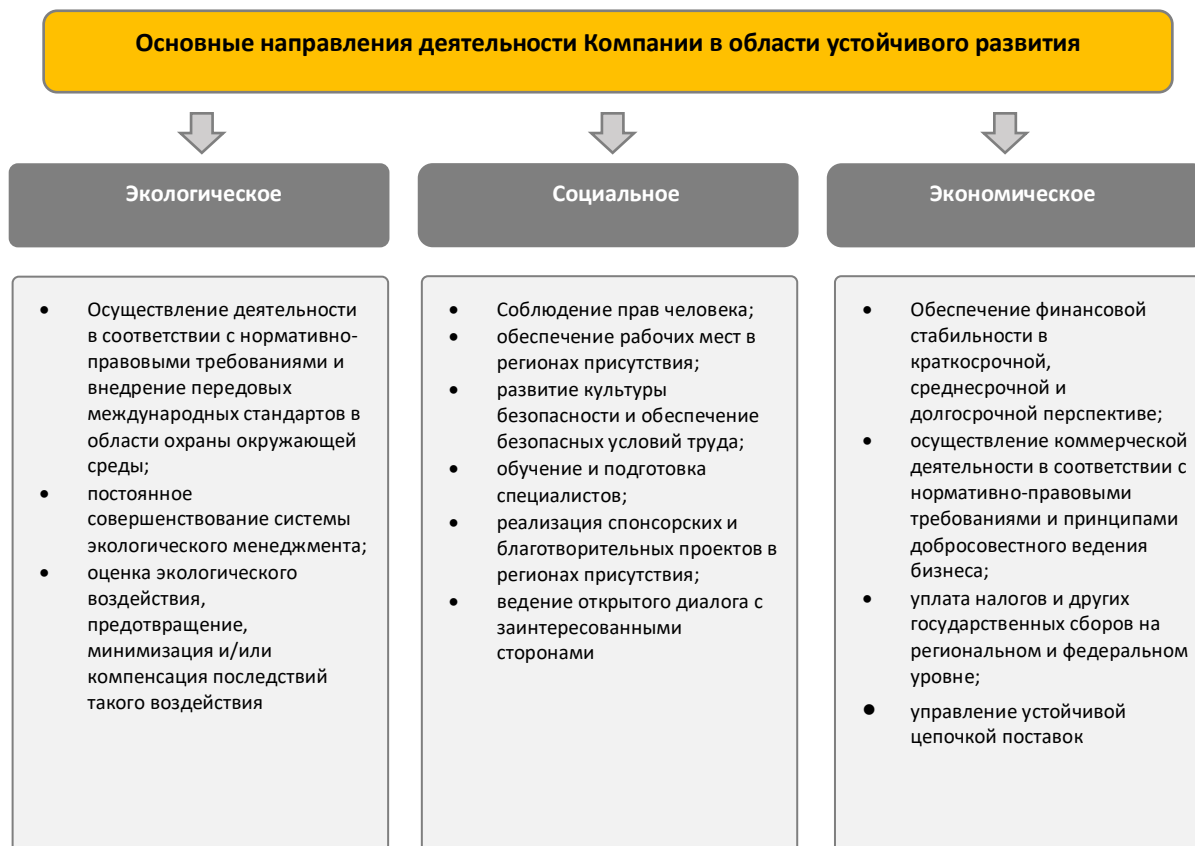 Основные направления деятельности Компании в области устойчивого развития
Экологическое
• Осуществление деятельности
в соответствии с нормативно-
правовыми требованиями и
внедрение передовых
международных стандартов в
области охраны окружающей
среды;
• постоянное
совершенствование системы
экологического менеджмента;
• оценка экологического
воздействия,
предотвращение,
минимизация и/или
компенсация последствий
такого воздействия
Социальное
• Соблюдение прав человека;
• обеспечение рабочих мест в
регионах присутствия;
• развитие культуры
безопасности и обеспечение
безопасных условий труда;
• обучение и подготовка
специалистов;
• реализация спонсорских и
благотворительных проектов в
регионах присутствия;
• ведение открытого диалога с
заинтересованными
сторонами
Экономическое
• Обеспечение финансовой
стабильности в
краткосрочной,
среднесрочной и
долгосрочной перспективе;
• осуществление коммерческой
деятельности в соответствии с
нормативно-правовыми
требованиями и принципами
добросовестного ведения
бизнеса;
• уплата налогов и других
государственных сборов на
региональном и федеральном
уровне;
• управление устойчивой
цепочкой поставок